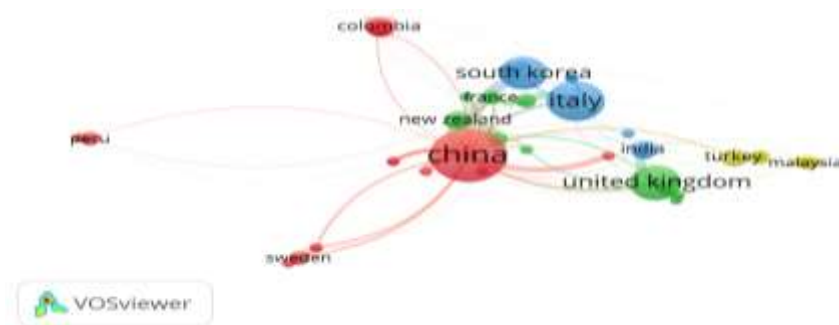 colombia
south korea
france
italy
new zealand
peru
china
india
turkey
malaysia
united kingdom
sweden
VOSviewer